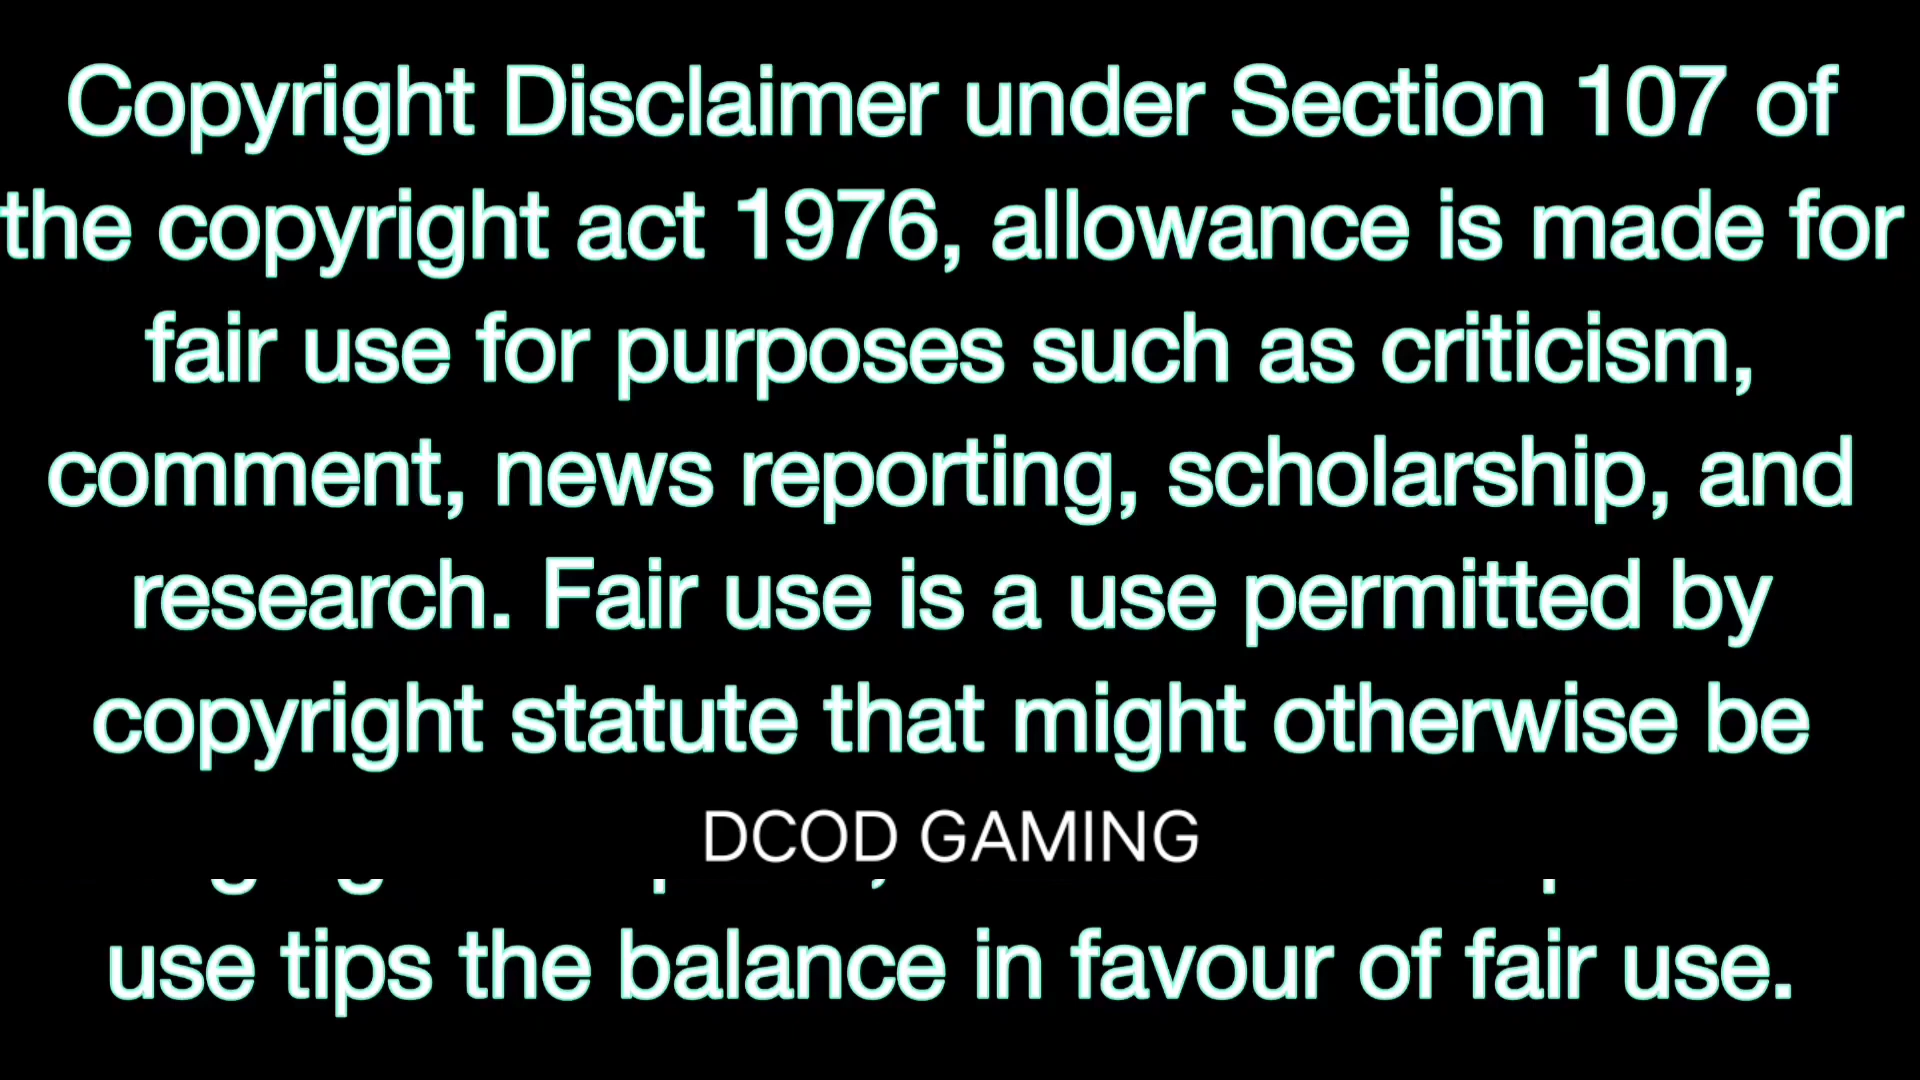 Copyright Disclaimer under Section 107 of
the copyright act 1976, allowance is made for
fair use for purposes such as criticism,
comment, news reporting, scholarship, and
research. Fair use is a use permitted by
copyright statute that might otherwise be
DCOD GAMING
use tips the balance in favour of fair use.